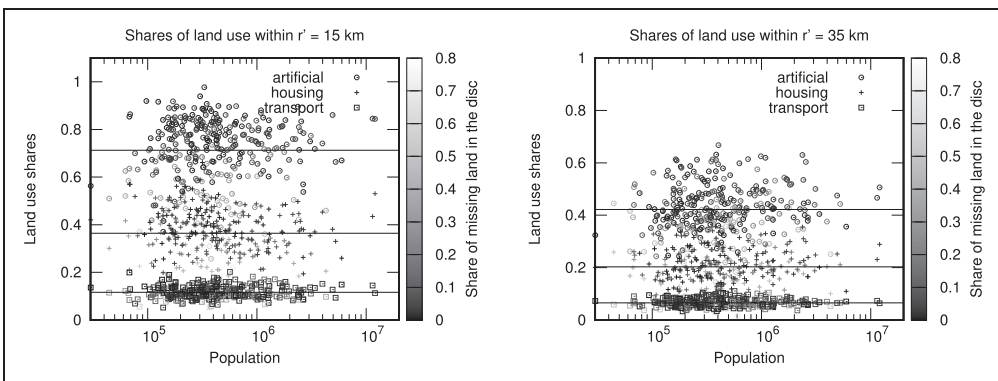 Shares of land use within r' = 15 km
artificial
housing
transport
Land use shares
1
0.8
0.6
0.4
0.2
0
10^5
10^6
10^7
Population
0.8
0.7
0.6
0.5
0.4
0.3
0.2
0.1
0
Share of missing land in the disc
Shares of land use within r' = 35 km
artificial
housing
transport
Land use shares
1
0.8
0.6
0.4
0.2
0
10^5
10^6
10^7
Population
0.8
0.7
0.6
0.5
0.4
0.3
0.2
0.1
0
Share of missing land in the disc